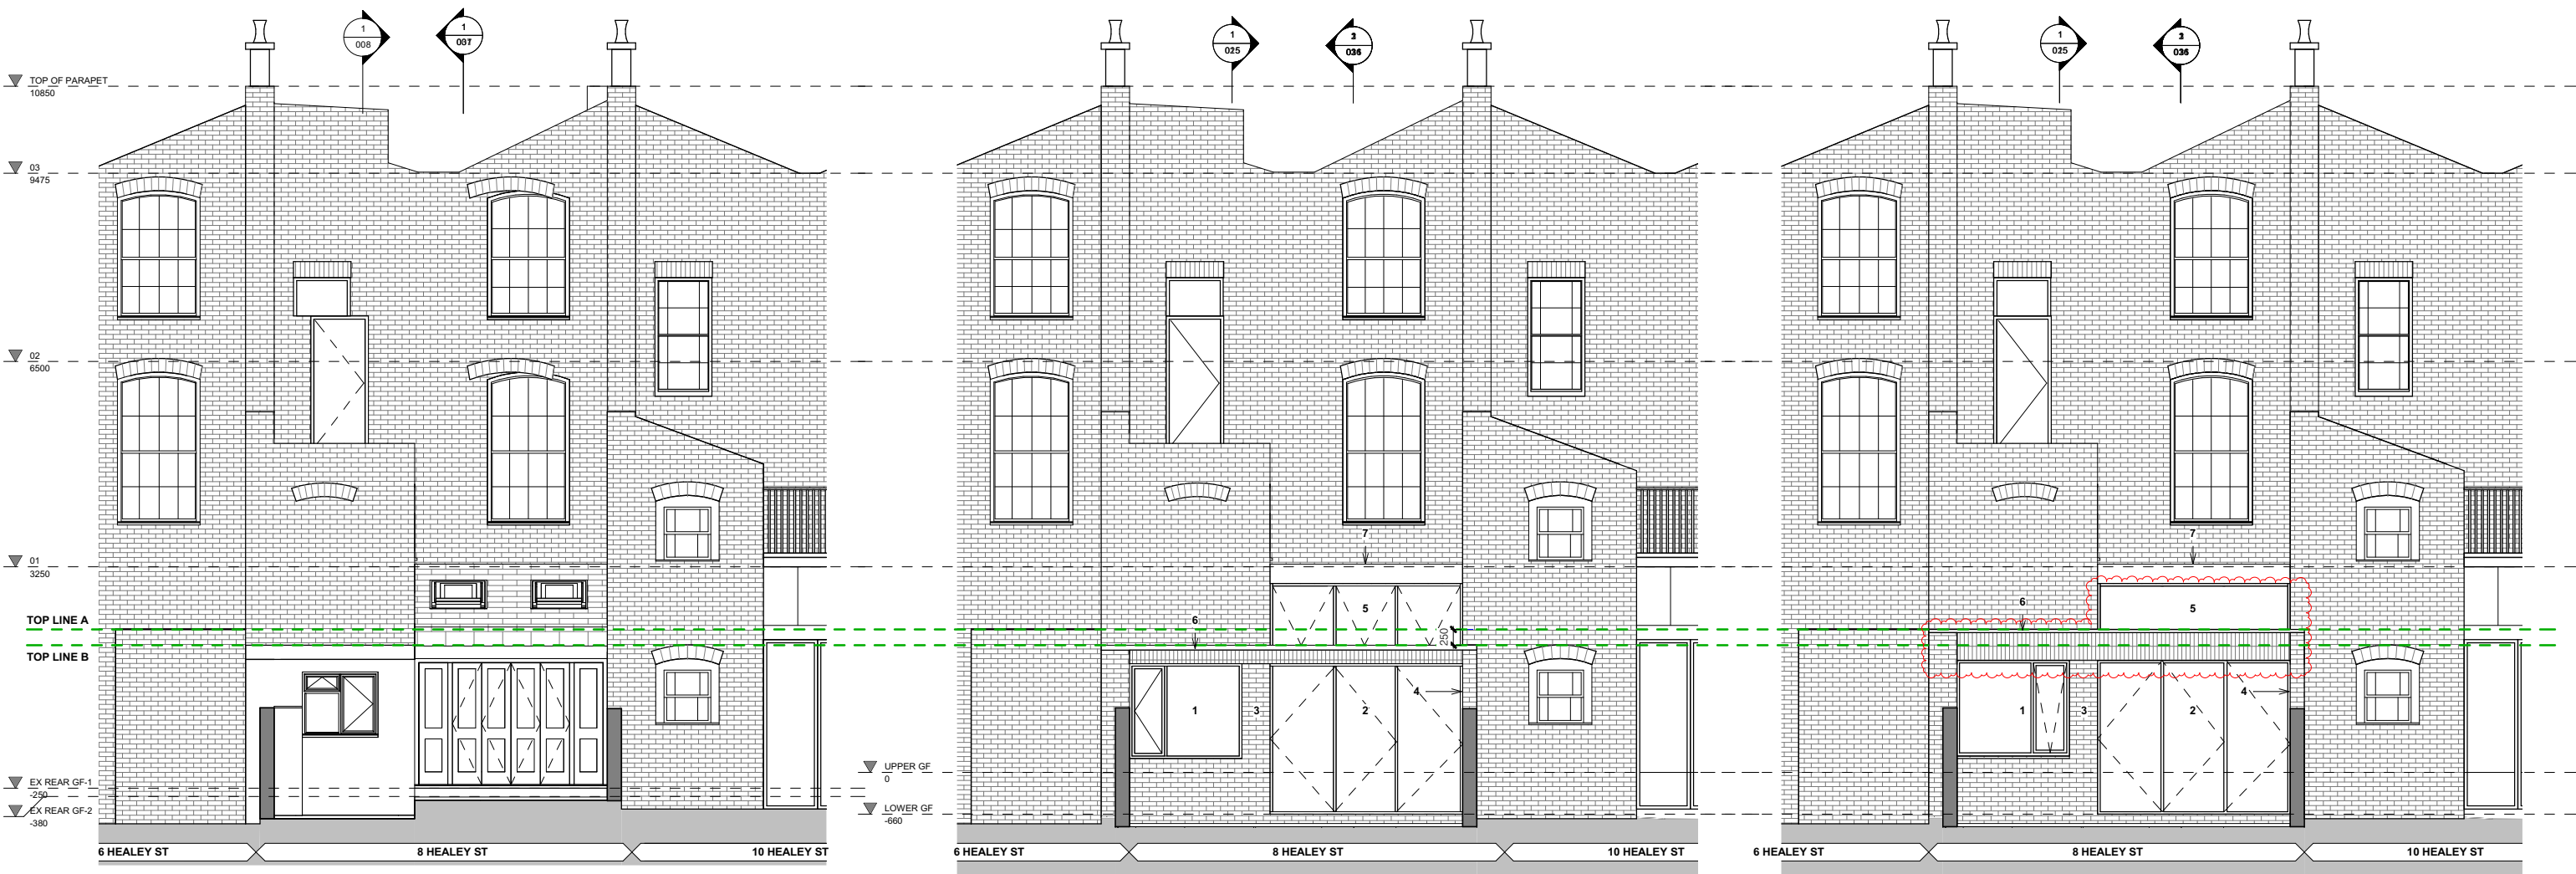 1
008
1
037
1
025
3
036
1
025
3
036
TOP OF PARAPET
10850
03
9475
02
6500
01
3250
TOP LINE A
TOP LINE B
EX REAR GF-1
-250
EX REAR GF-2
-380
7
5
6
250
4
1
3
2
UPPER GF
0
LOWER GF
-660
7
6
5
4
1
3
2
6 HEALEY ST
8 HEALEY ST
10 HEALEY ST
6 HEALEY ST
8 HEALEY ST
10 HEALEY ST
6 HEALEY ST
8 HEALEY ST
10 HEALEY ST